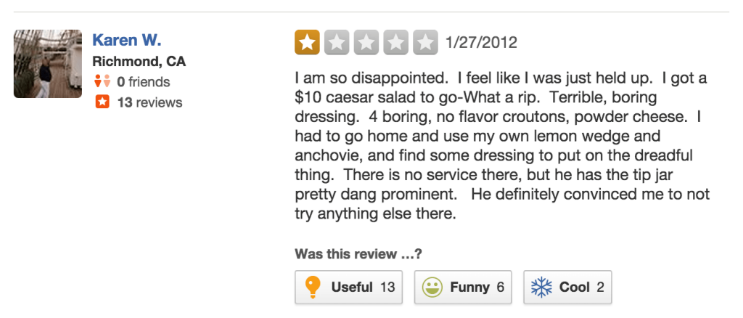 Karen W.
Richmond, CA
0 friends
13 reviews
1/27/2012
I am so disappointed.  I feel like I was just held up.  I got a
$10 caesar salad to go-What a rip.  Terrible, boring
dressing.  4 boring, no flavor croutons, powder cheese.  I
had to go home and use my own lemon wedge and
anchovie, and find some dressing to put on the dreadful
thing.  There is no service there, but he has the tip jar
pretty dang prominent.   He definitely convinced me to not
try anything else there.
Was this review ...?
Useful 13
Funny 6
Cool 2